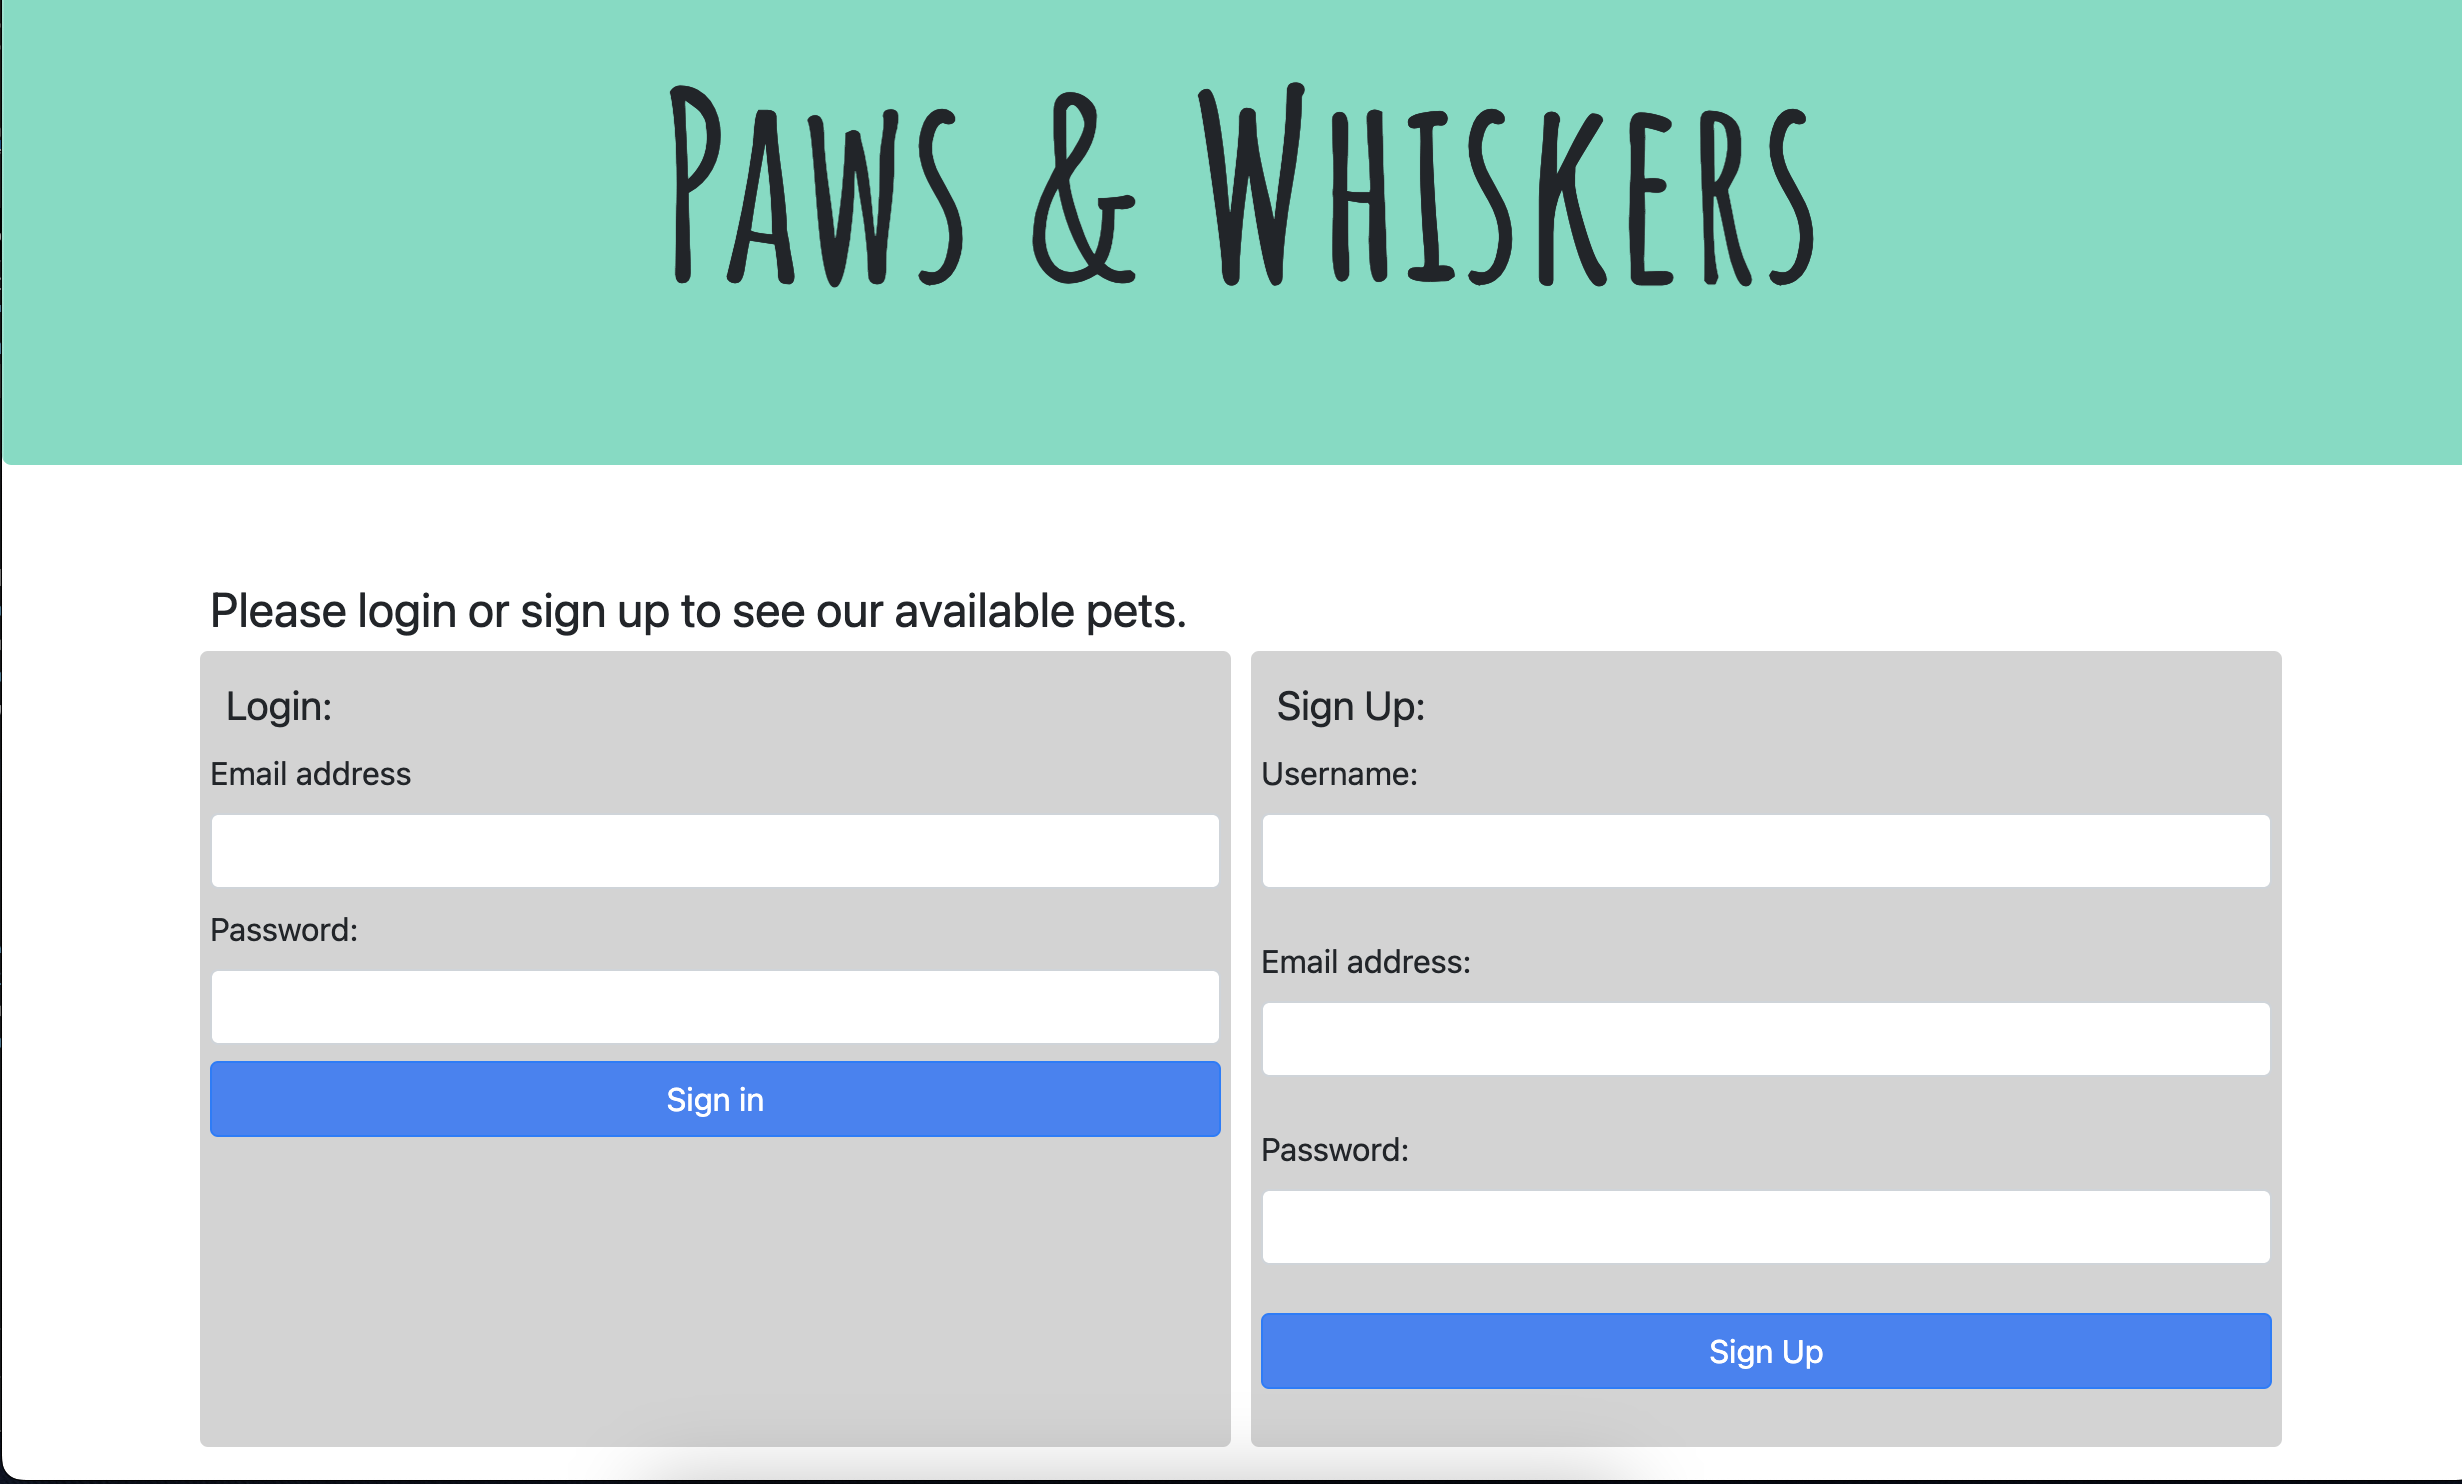 Paws & Whiskers
Please login or sign up to see our available pets.
Login:
Email address
Password:
Sign in
Sign Up:
Username:
Email address:
Password:
Sign Up